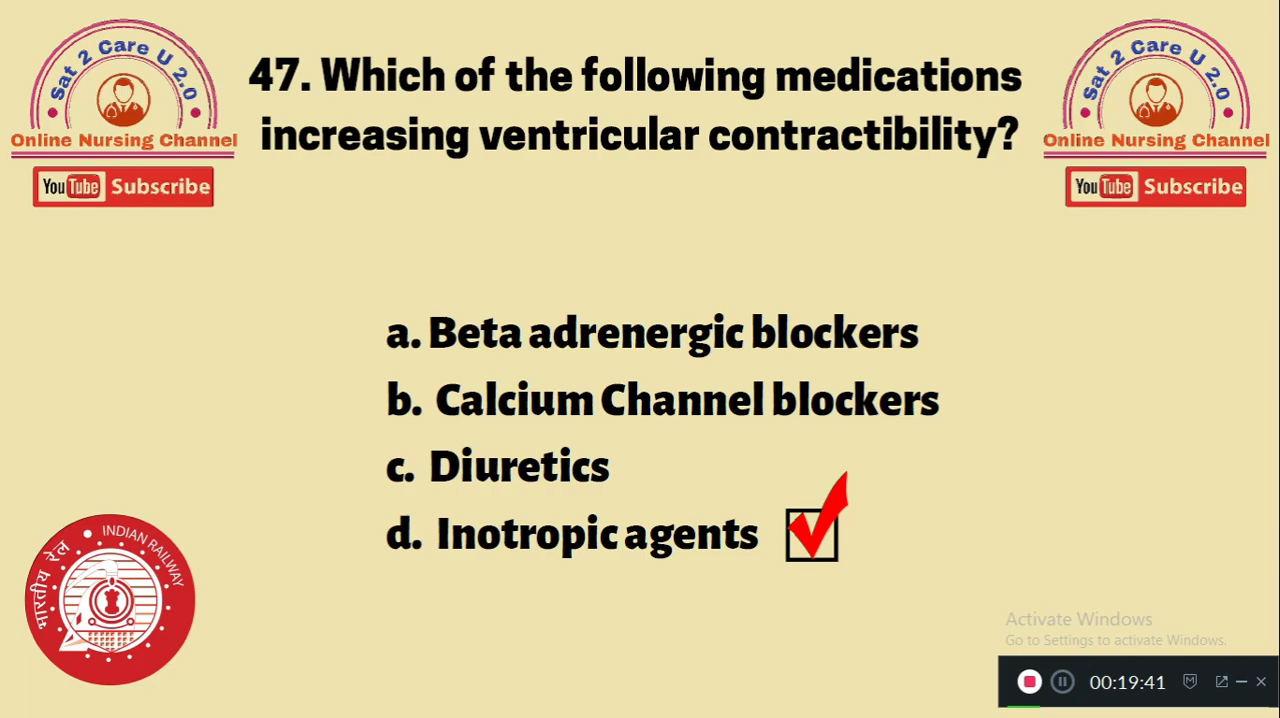 Sat 2 Care U 2.0
Online Nursing Channel
YouTube Subscribe
47. Which of the following medications
increasing ventricular contractibility?
Sat 2 Care U 2.0
Online Nursing Channel
YouTube Subscribe
a. Beta adrenergic blockers
b. Calcium Channel blockers
c. Diuretics
d. Inotropic agents
भारतीय रेल
INDIAN RAILWAY
Activate Windows
Go to Settings to activate Windows.
00:19:41